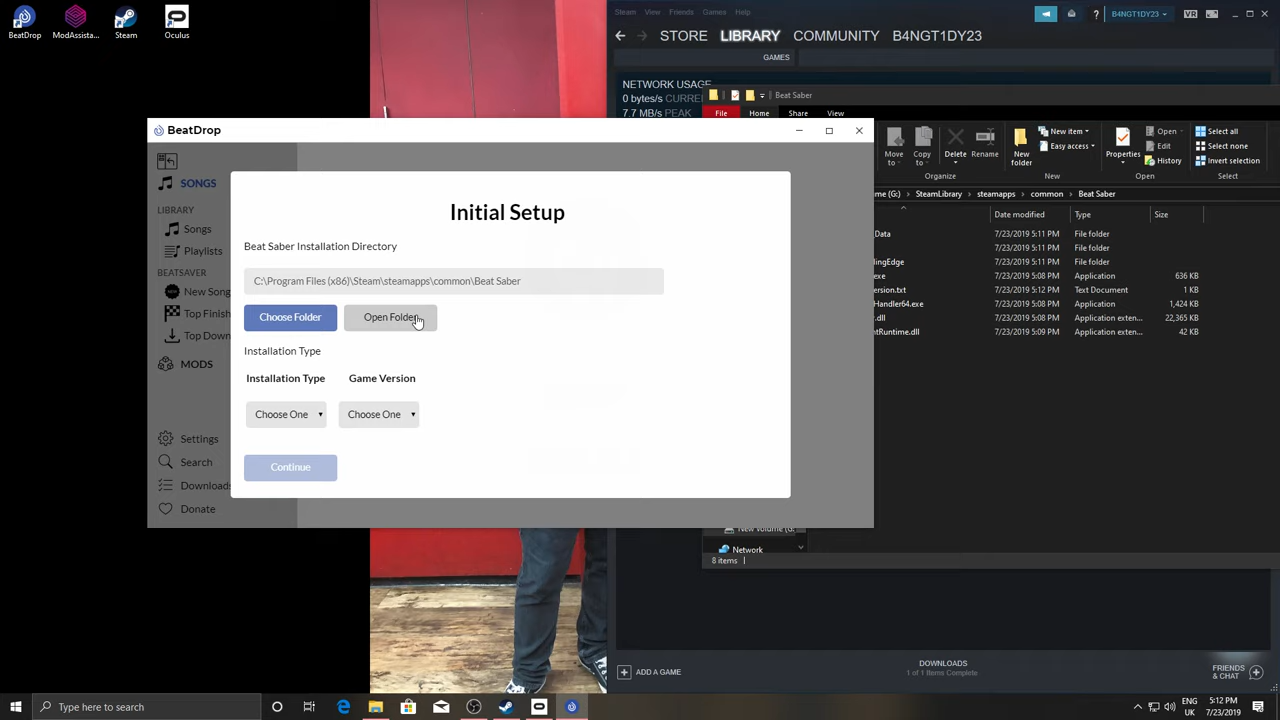 BeatDrop
ModAssista...
Steam
Oculus
Steam View Friends Games Help
B4NGT1DY23
VR
STORE LIBRARY COMMUNITY B4NGT1DY23
GAMES
NETWORK USAGE
0 bytes/s CURRE
7.7 MB/s PEAK
Beat Saber
File Home Share View
Move to
Copy to
Delete
Rename
New folder
New item
Easy access
Properties
Open
Edit
History
Select all
Select none
Invert selection
Organize
New
Open
Select
me (G:) > SteamLibrary > steamapps > common > Beat Saber
Date modified Type Size
Data 7/23/2019 5:11 PM File folder
lingEdge 7/23/2019 5:11 PM File folder
.exe 7/23/2019 5:08 PM Application 636 KB
ersion.txt 7/23/2019 5:11 PM Text Document 1 KB
Handler64.exe 7/23/2019 5:08 PM Application 1,424 KB
.dll 7/23/2019 5:08 PM Application exten... 22,365 KB
ntRuntime.dll 7/23/2019 5:09 PM Application exten... 42 KB
BeatDrop
SONGS
LIBRARY
Songs
Playlists
BEATSAVER
New Song
Top Finish
Top Down
MODS
Settings
Search
Downloads
Donate
Initial Setup
Beat Saber Installation Directory
C:\Program Files (x86)\Steam\steamapps\common\Beat Saber
Choose Folder
Open Folder
Installation Type
Installation Type Game Version
Choose One
Choose One
Continue
New Volume (G:)
Network
8 items
ADD A GAME
DOWNLOADS
1 of 1 Items Complete
FRIENDS
& CHAT
Type here to search
ENG
UK
5:12 PM
7/23/2019